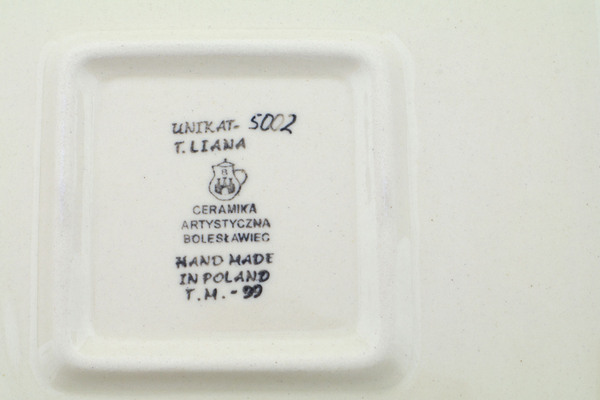 UNIKAT- 5002
T. LIANA
CERAMIKA
ARTYSTYCZNA
BOLESŁAWIEC
HAND MADE
IN POLAND
T.M. - 99